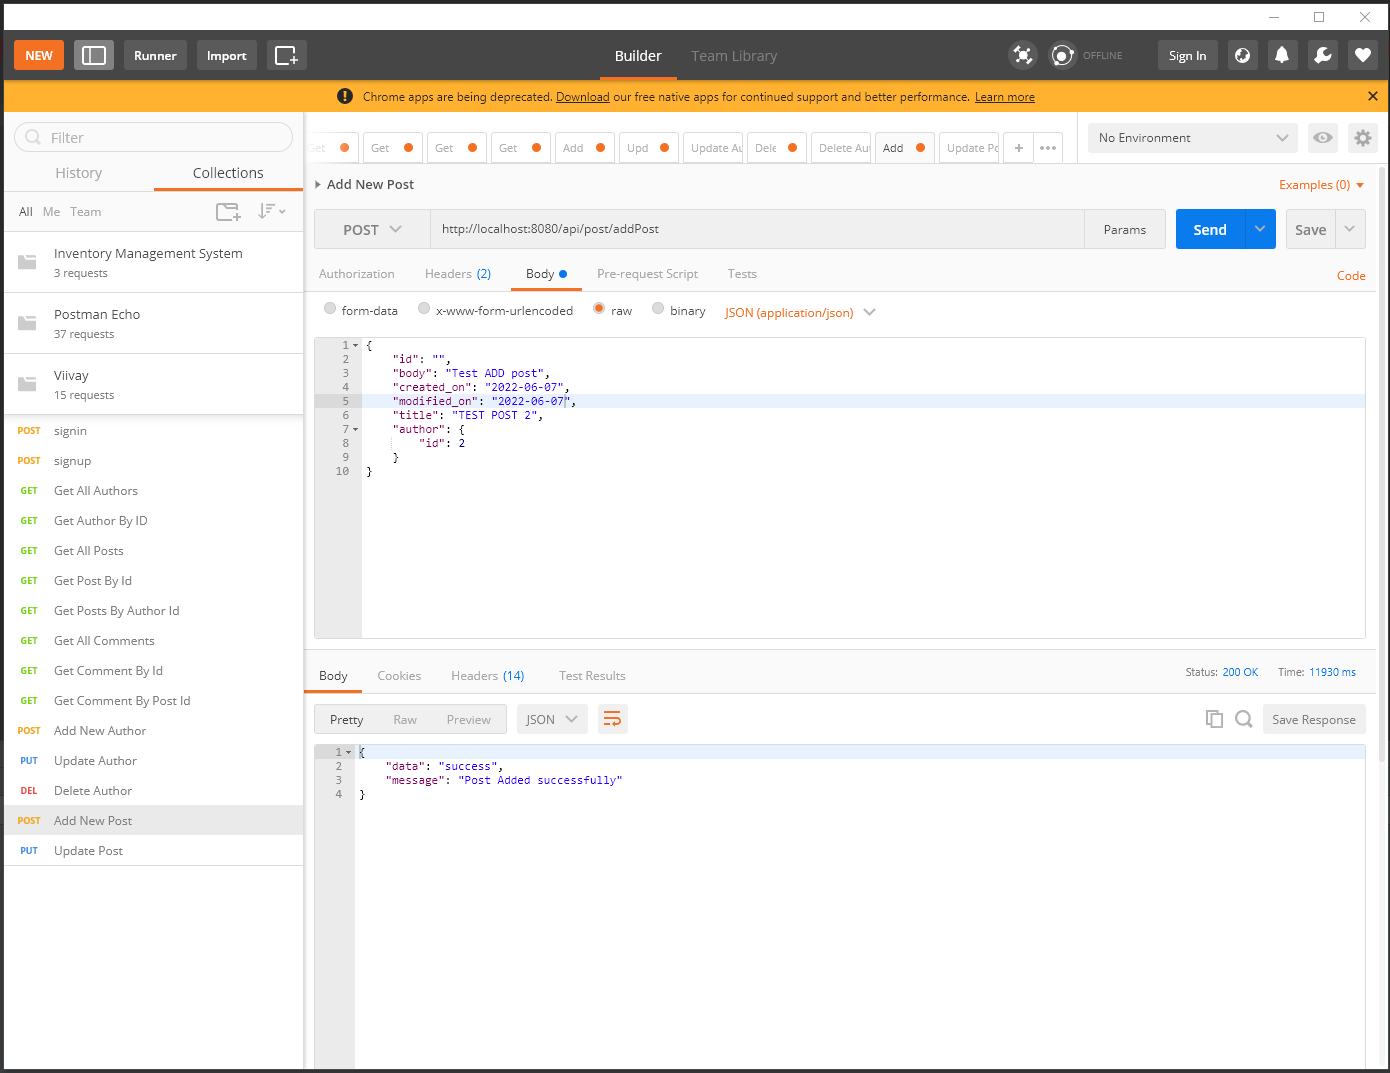 NEW
Runner
Import
Builder
Team Library
OFFLINE
Sign In
Chrome apps are being deprecated. Download our free native apps for continued support and better performance. Learn more
Filter
History
Collections
All Me Team
Inventory Management System
3 requests
Postman Echo
37 requests
Viivay
15 requests
POST signin
POST signup
GET Get All Authors
GET Get Author By ID
GET Get All Posts
GET Get Post By Id
GET Get Posts By Author Id
GET Get All Comments
GET Get Comment By Id
GET Get Comment By Post Id
POST Add New Author
PUT Update Author
DEL Delete Author
POST Add New Post
PUT Update Post
Get Get Get Get Add Upd Update Au Dele Delete Aut Add Update Po + •••
No Environment
Add New Post
Examples (0)
POST
http://localhost:8080/api/post/addPost
Params
Send
Save
Authorization Headers (2) Body Pre-request Script Tests
Code
form-data x-www-form-urlencoded raw binary JSON (application/json)
1 {
2 "id": "",
3 "body": "Test ADD post",
4 "created_on": "2022-06-07",
5 "modified_on": "2022-06-07",
6 "title": "TEST POST 2",
7 "author": {
8 "id": 2
9 }
10 }
Body Cookies Headers (14) Test Results
Status: 200 OK Time: 11930 ms
Pretty Raw Preview JSON
Save Response
1 {
2 "data": "success",
3 "message": "Post Added successfully"
4 }